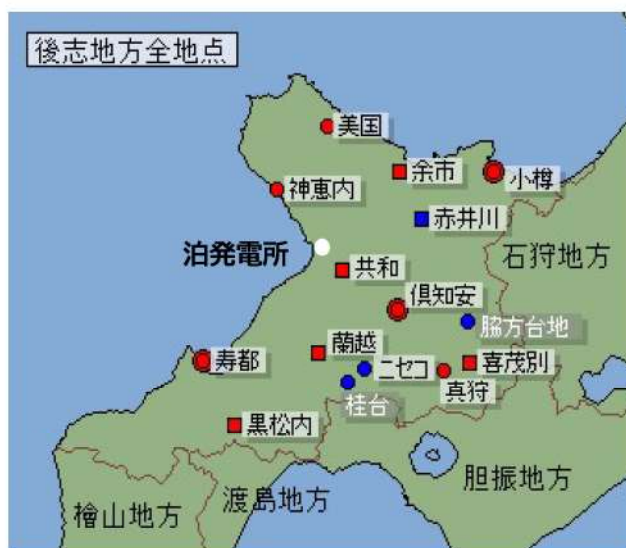 後志地方全地点
美国
余市
小樽
神恵内
赤井川
泊発電所
石狩地方
共和
倶知安
脇方台地
蘭越
寿都
ニセコ
喜茂別
真狩
桂台
黒松内
胆振地方
檜山地方
渡島地方